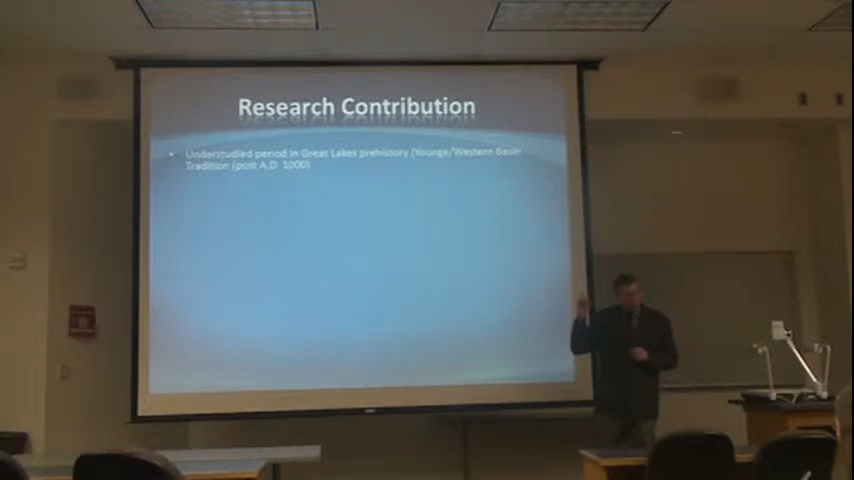 Research Contribution
• Understudied period in Great Lakes prehistory (Younge/Western Basin
Tradition (post A.D. 1000)